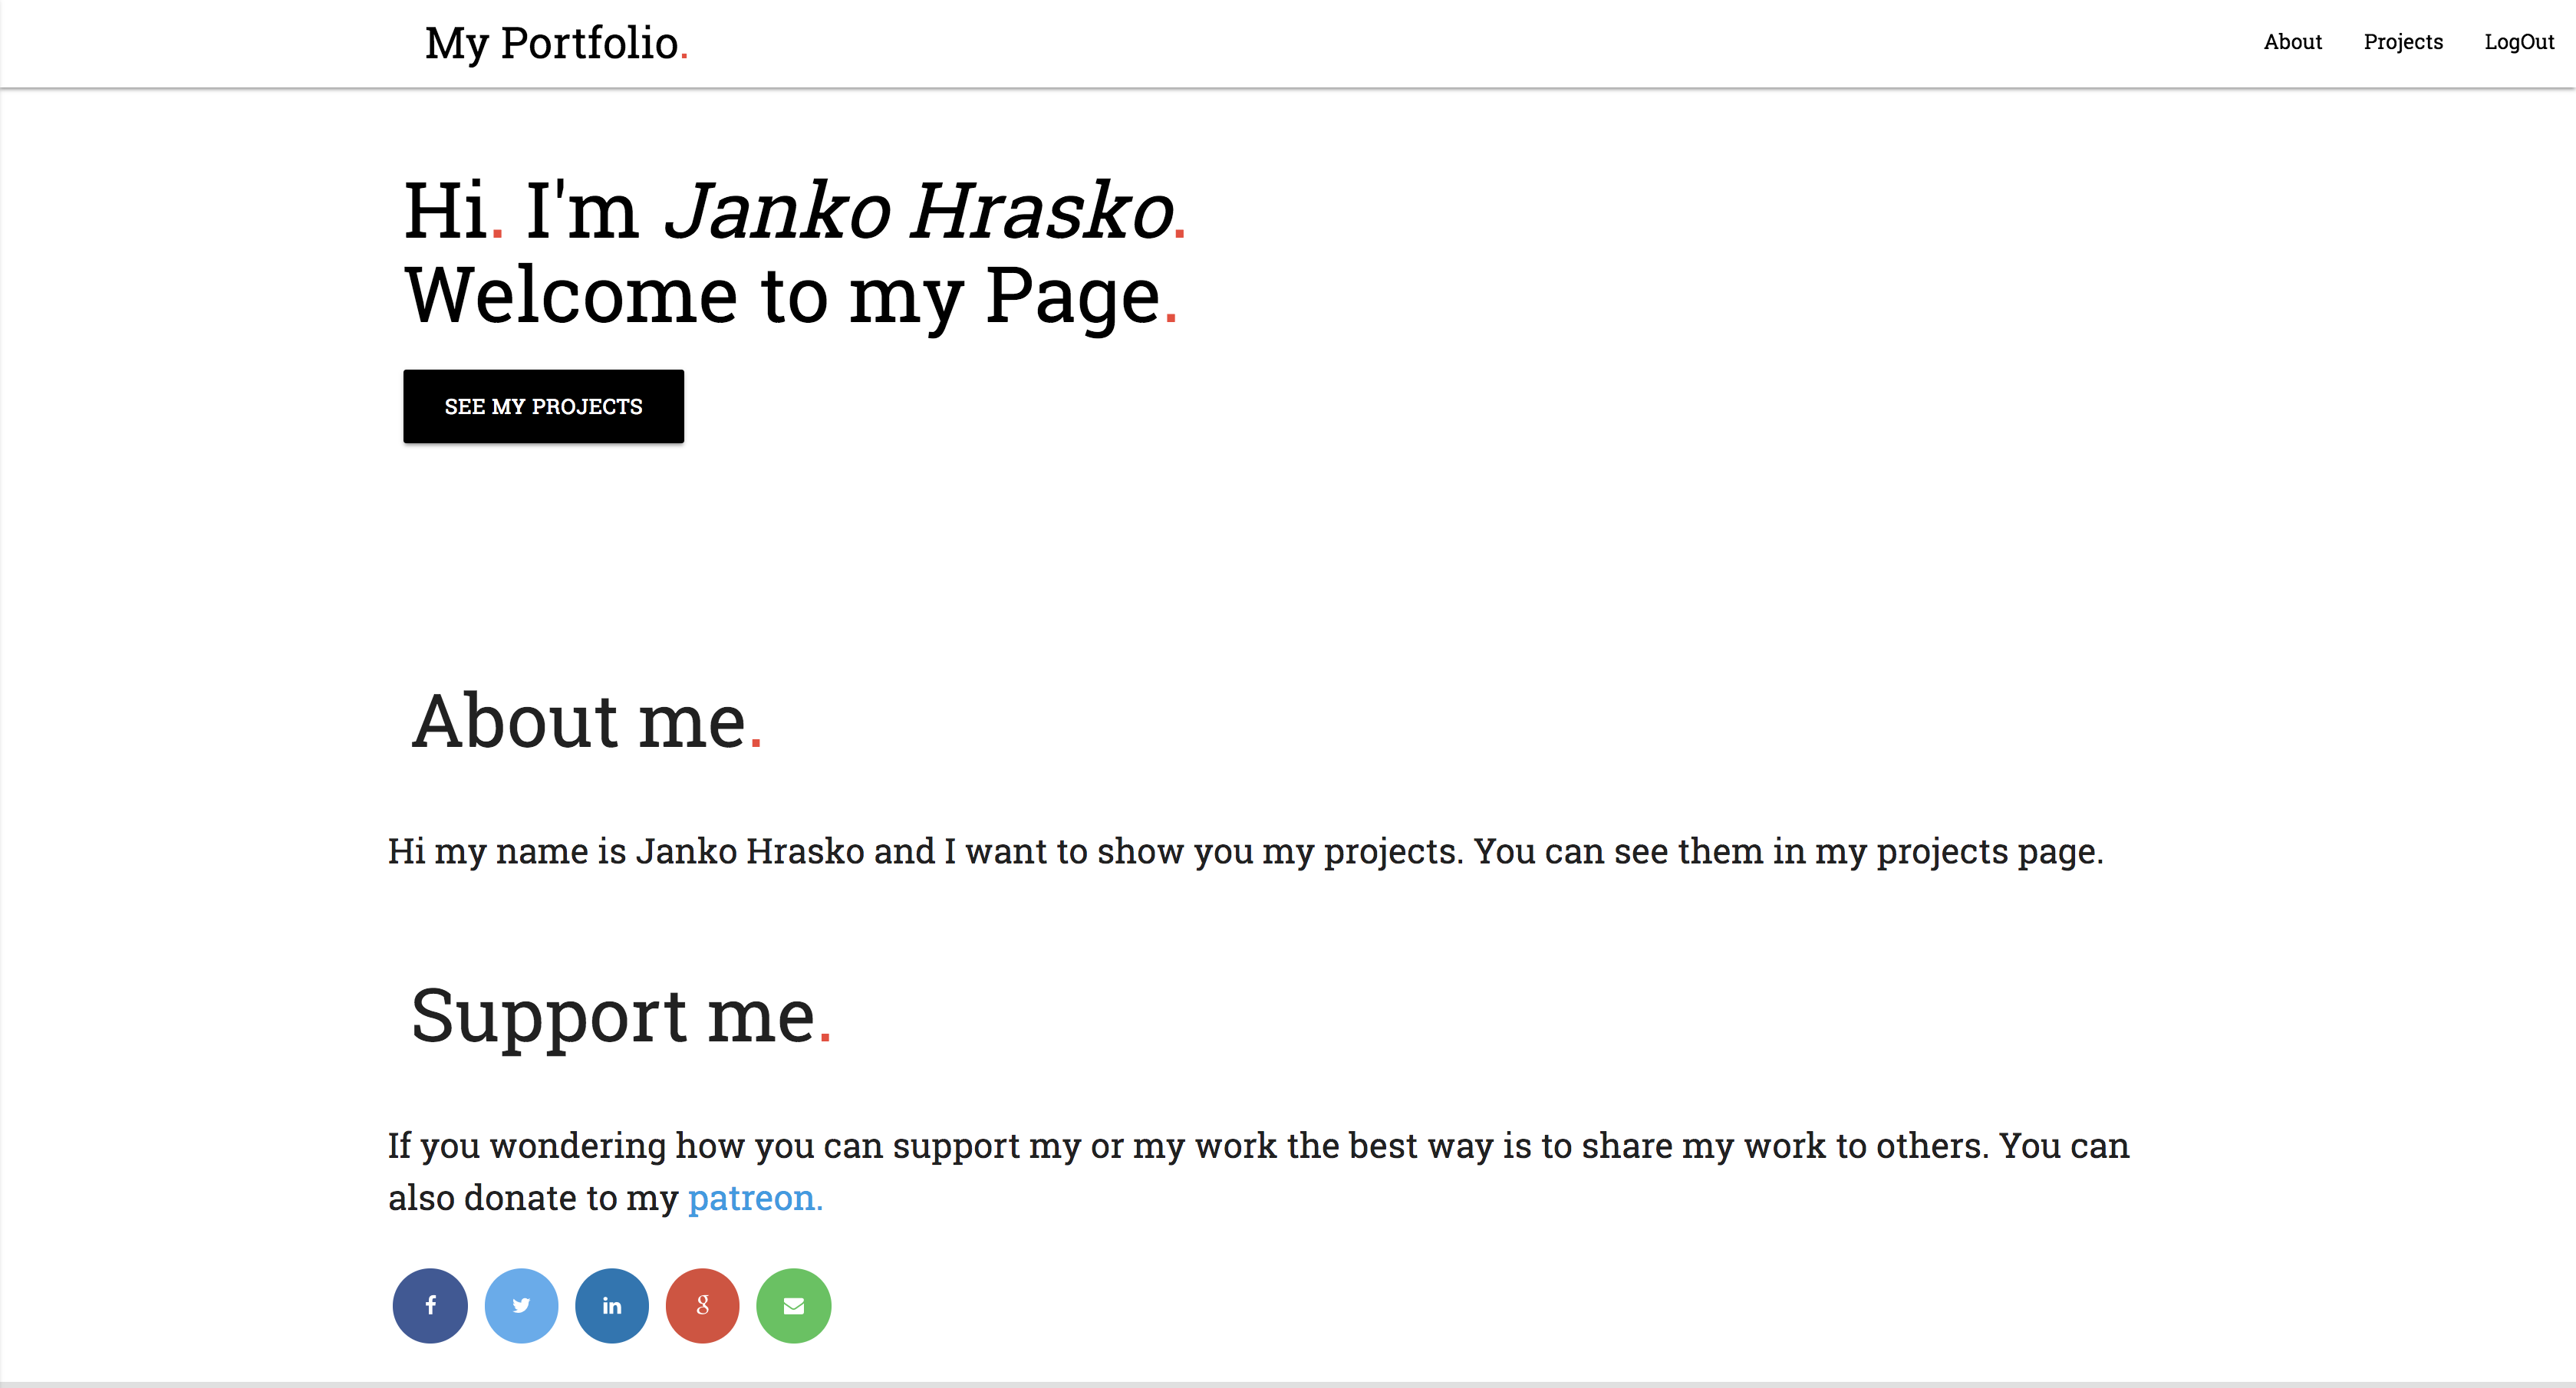 My Portfolio.
About Projects LogOut
Hi. I'm Janko Hrasko.
Welcome to my Page.
SEE MY PROJECTS
About me.
Hi my name is Janko Hrasko and I want to show you my projects. You can see them in my projects page.
Support me.
If you wondering how you can support my or my work the best way is to share my work to others. You can
also donate to my patreon.